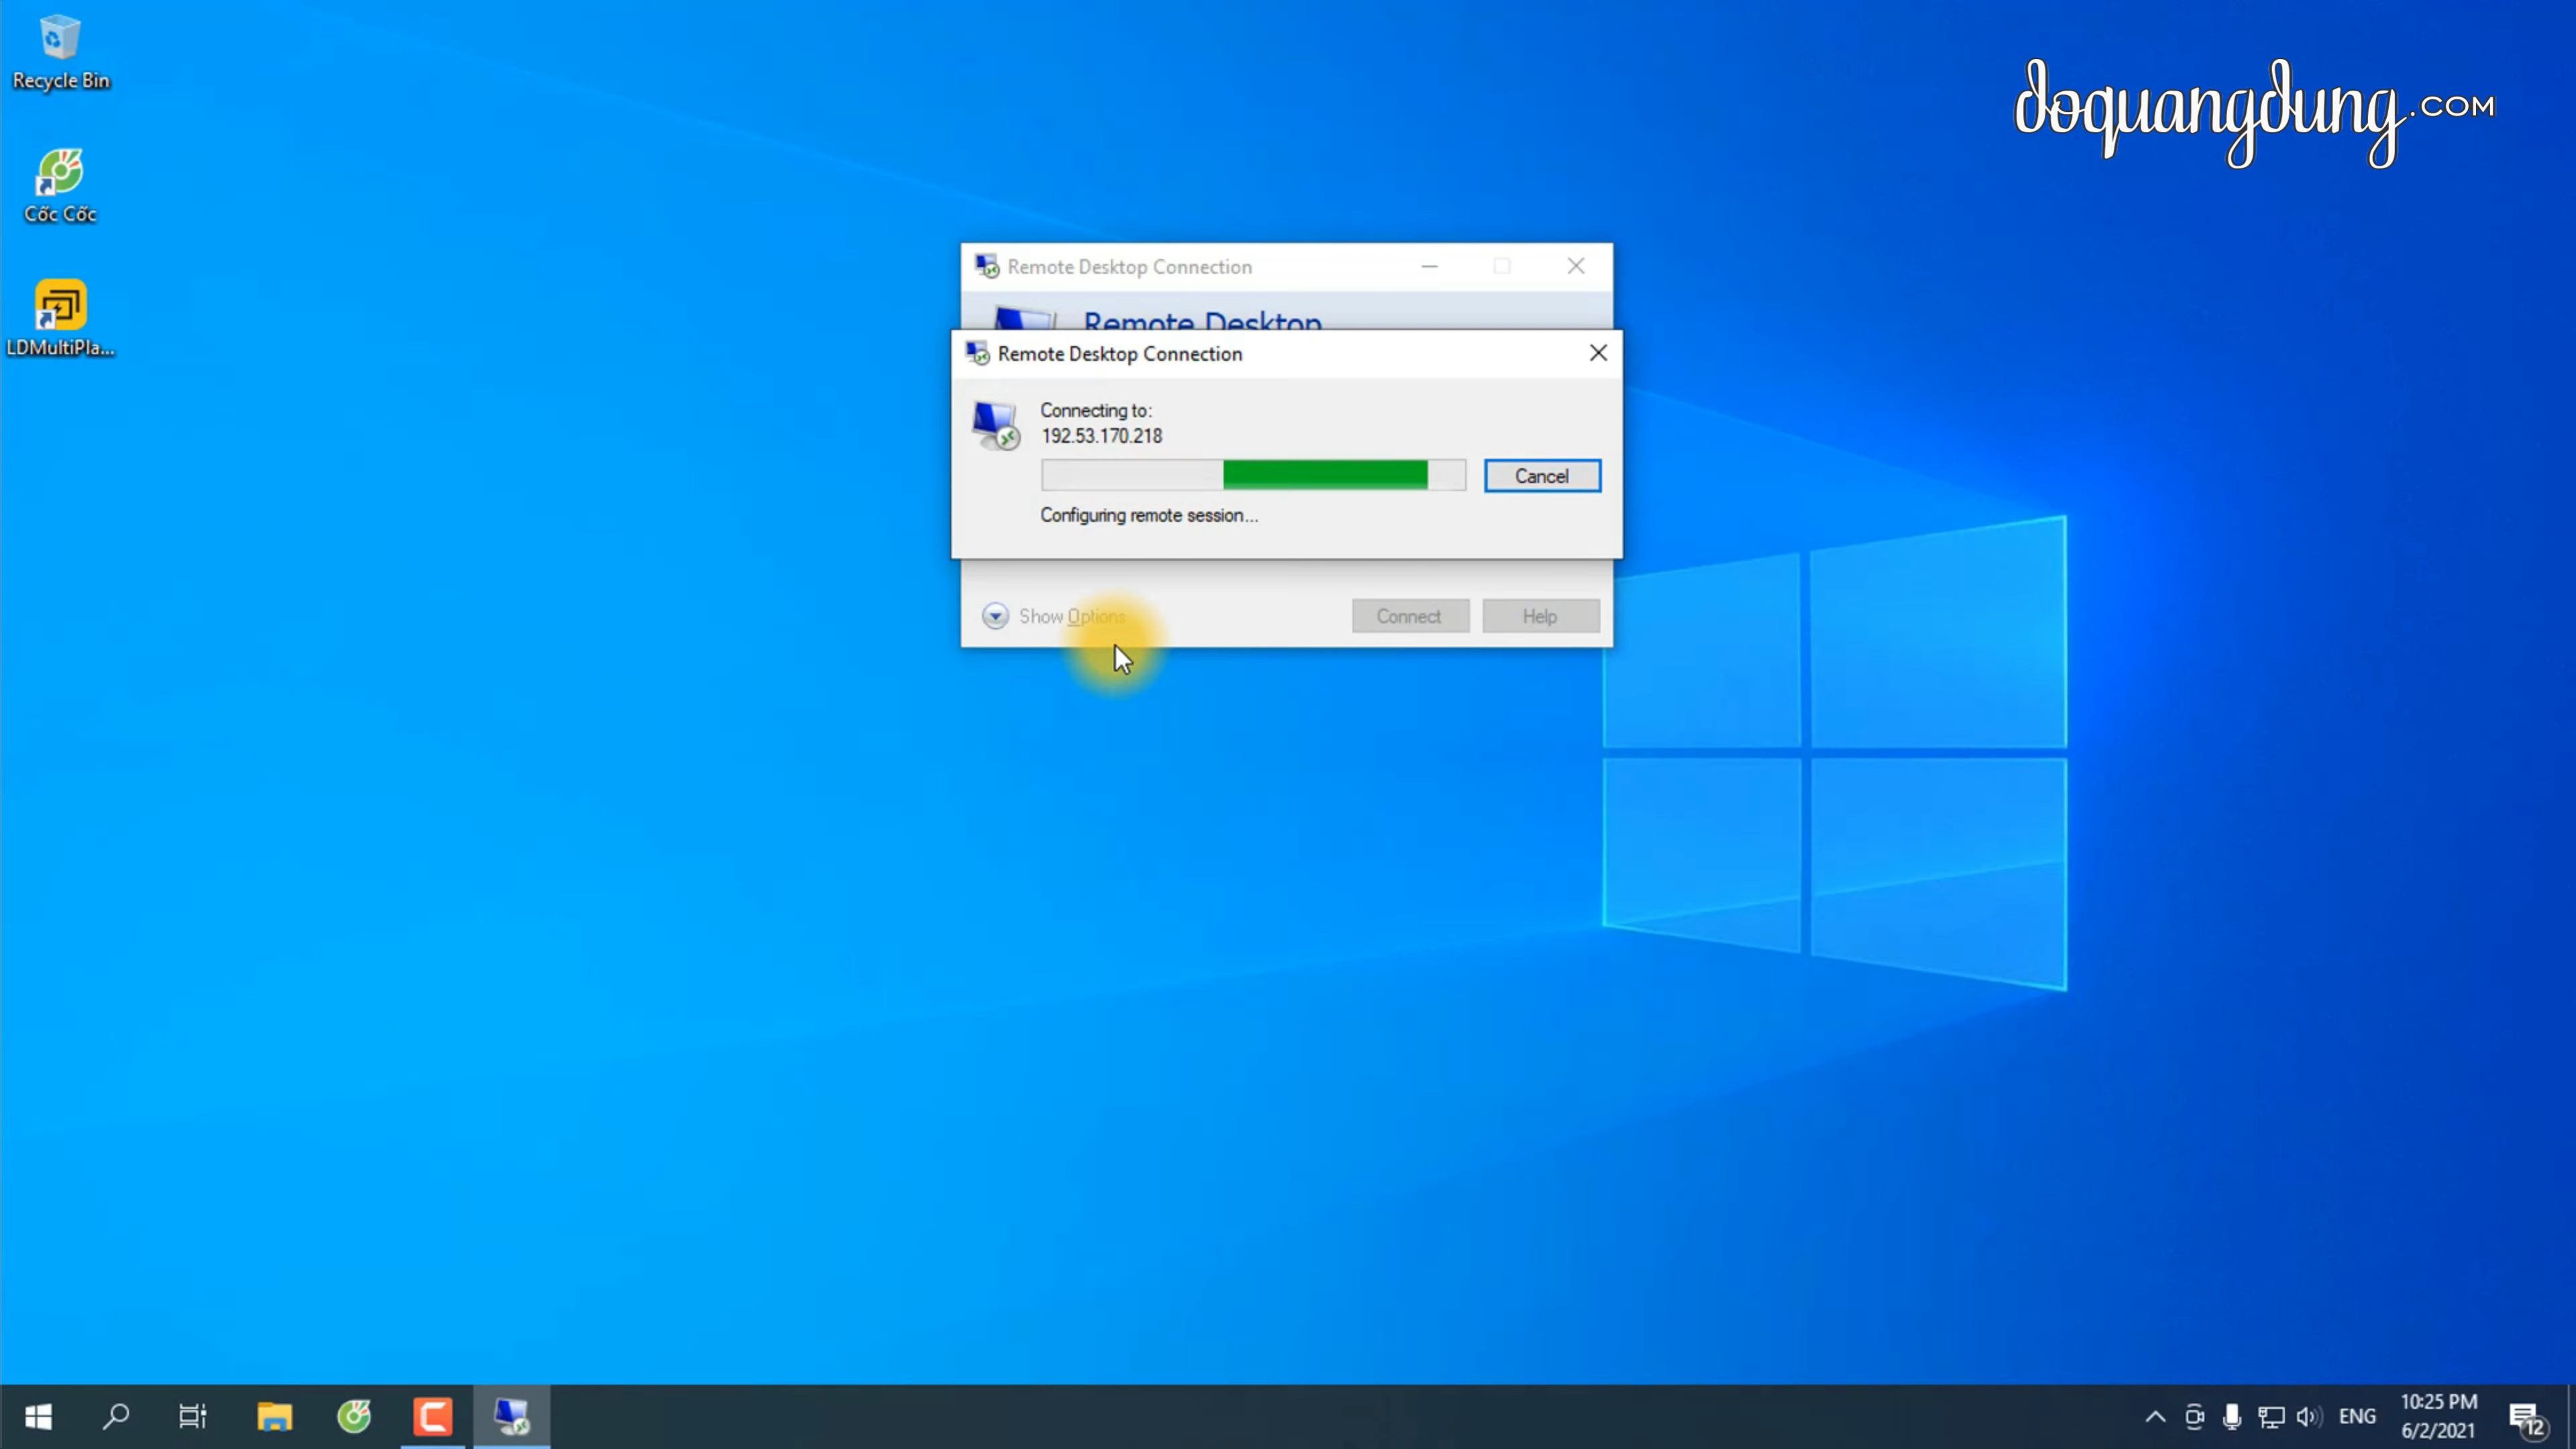 Recycle Bin
Cốc Cốc
LDMultiPla...
doquangdung.COM
Remote Desktop Connection
Remote Desktop
Remote Desktop Connection
Connecting to:
192.53.170.218
Cancel
Configuring remote session...
Show Options
Connect
Help
ENG
10:25 PM
6/2/2021
12